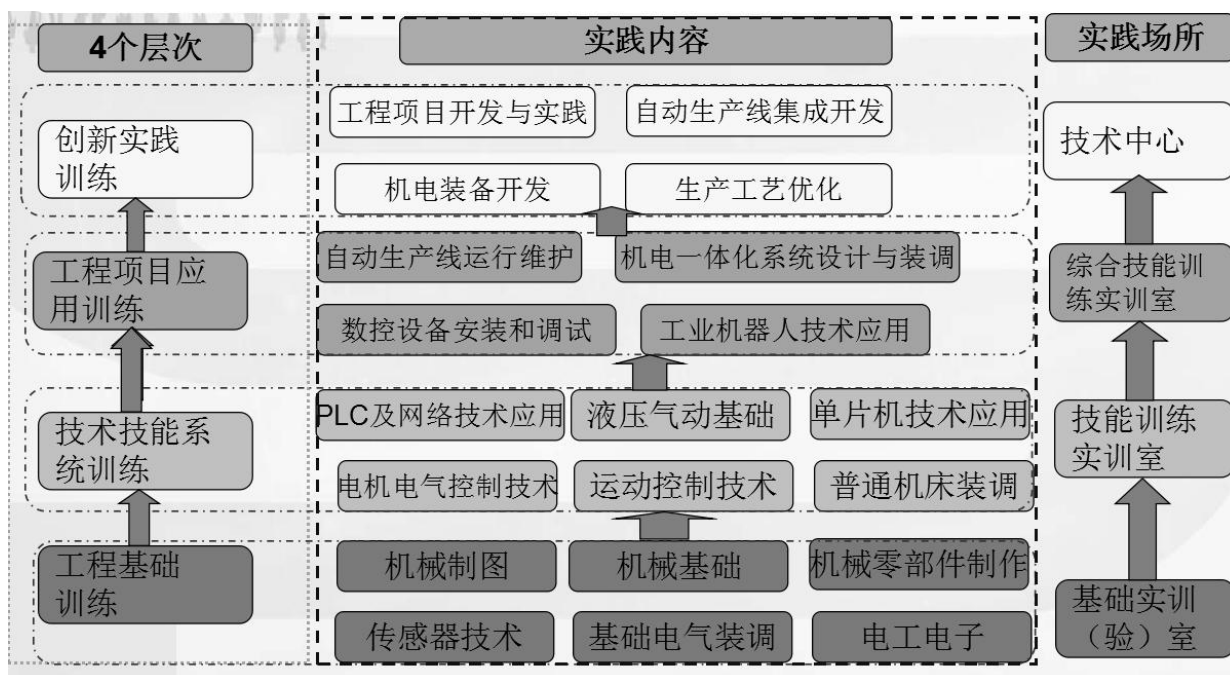 4个层次
实践内容
实践场所
工程项目开发与实践
自动生产线集成开发
创新实践
训练
技术中心
机电装备开发
生产工艺优化
自动生产线运行维护
机电一体化系统设计与装调
工程项目应
用训练
综合技能训
练实训室
数控设备安装和调试
工业机器人技术应用
PLC及网络技术应用
液压气动基础
单片机技术应用
技术技能系
统训练
技能训练
实训室
电机电气控制技术
运动控制技术
普通机床装调
工程基础
训练
机械制图
机械基础
机械零部件制作
基础实训
（验）室
传感器技术
基础电气装调
电工电子